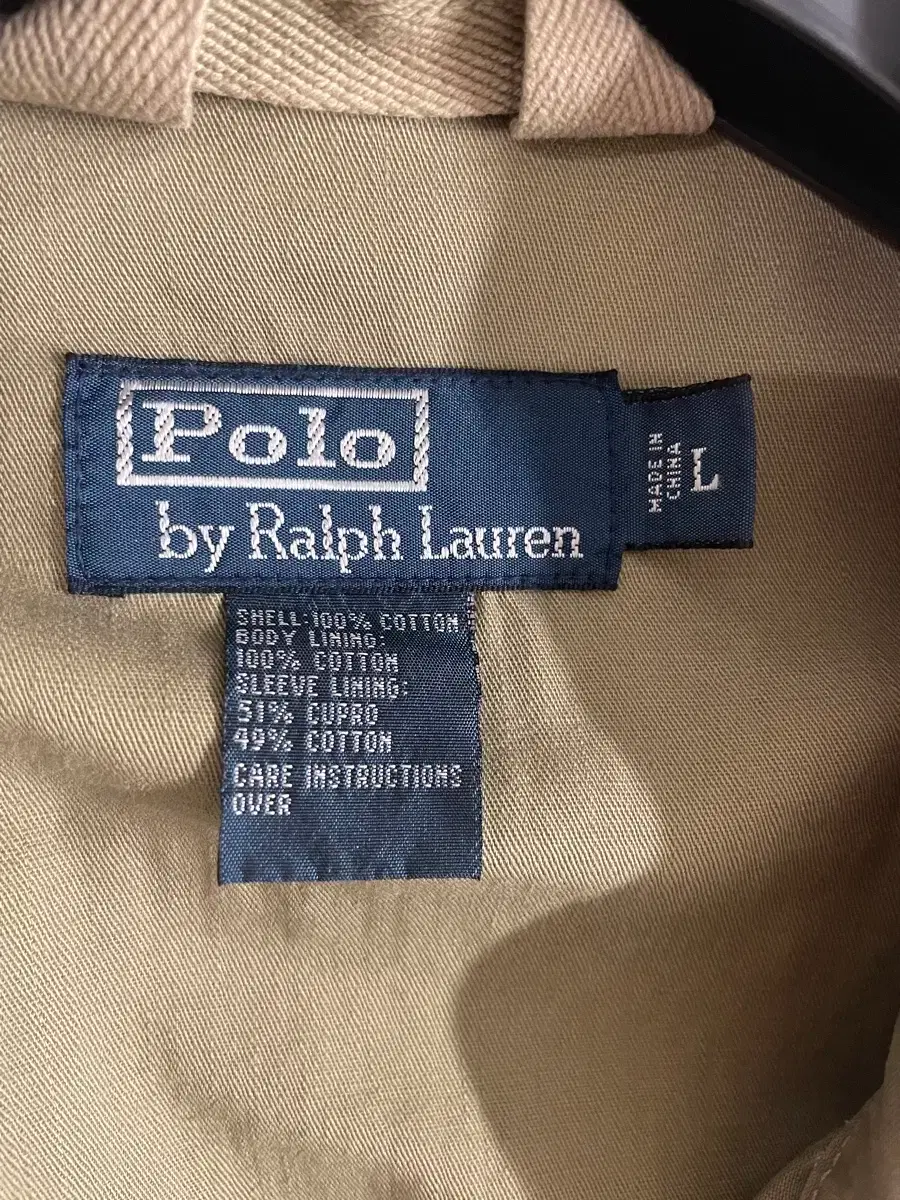 Polo
by Ralph Lauren
MADE IN
CHINA
L
SHELL:100% COTTON
BODY LINING:
100% COTTON
SLEEVE LINING:
51% CUPRO
49% COTTON
CARE INSTRUCTIONS
OVER